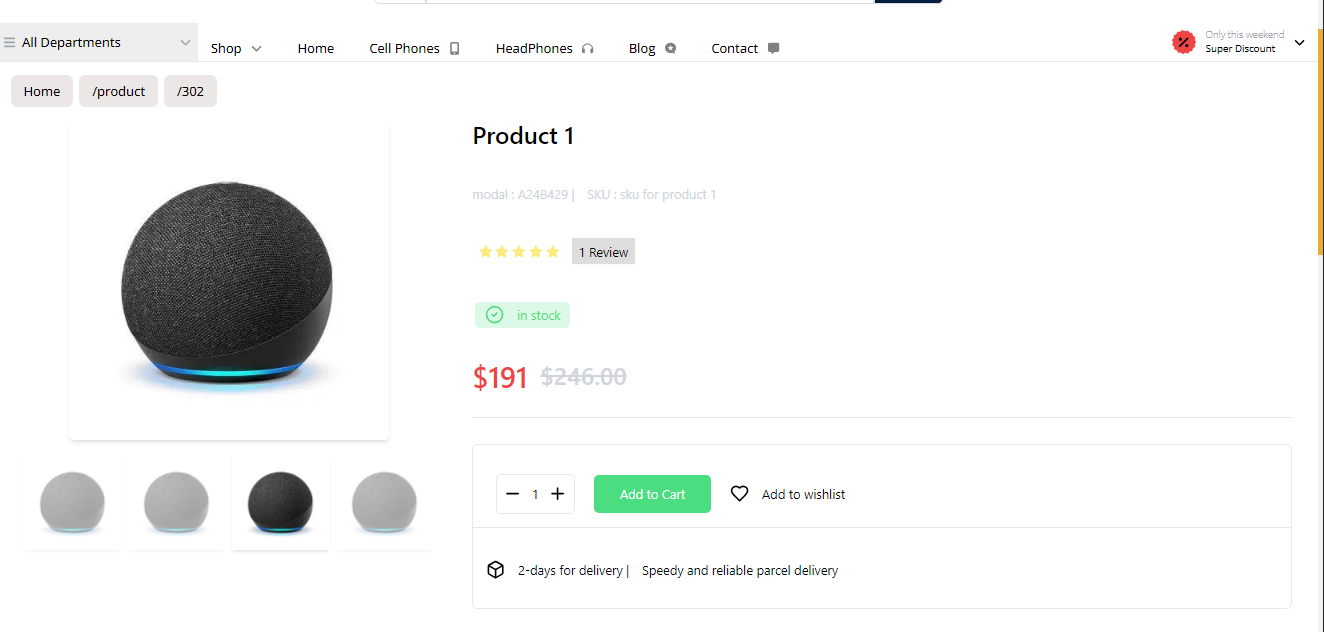 All Departments
Shop
Home
Cell Phones
HeadPhones
Blog
Contact
Only this weekend
Super Discount
Home
/product
/302
Product 1
modal : A24B429 | SKU : sku for product 1
1 Review
in stock
$191 $246.00
1
Add to Cart
Add to wishlist
2-days for delivery | Speedy and reliable parcel delivery